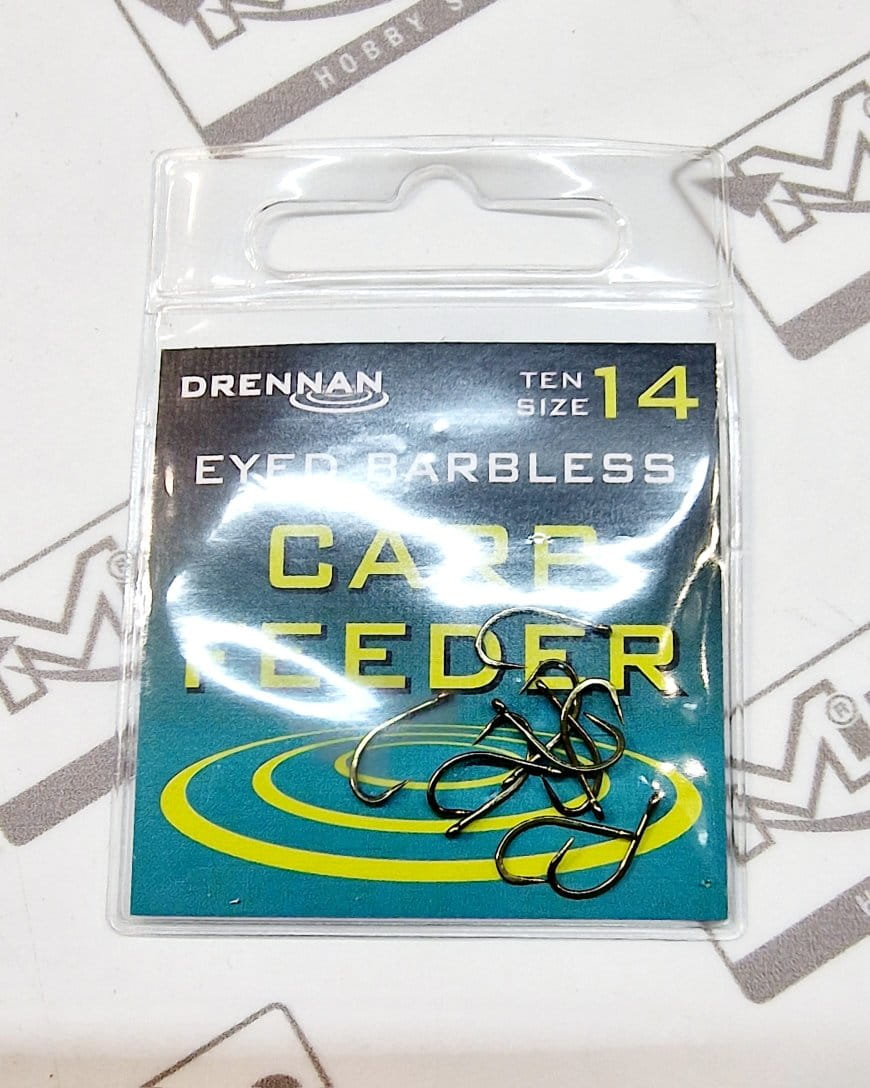 HOBBY S
DRENNAN
TEN
SIZE 14
EYED BARBLESS
CARP
FEEDER
M
®
M
®
M
®